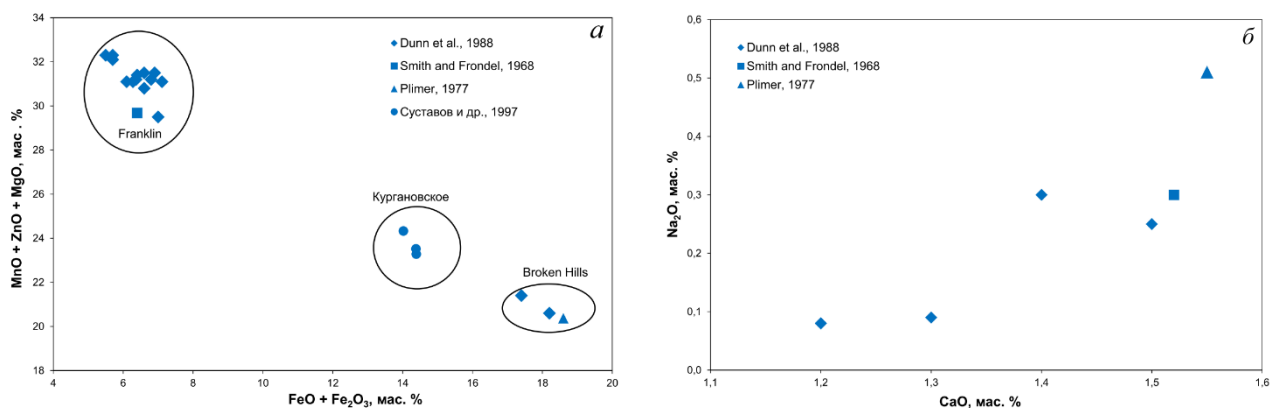 а
34
32
30
28
26
24
22
20
18
4
6
8
10
12
14
16
18
20
MnO + ZnO + MgO, мас . %
FeO + Fe₂O₃, мас. %
Dunn et al., 1988
Smith and Frondel, 1968
Plimer, 1977
Суставов и др., 1997
Franklin
Кургановское
Broken Hills
б
0,6
0,5
0,4
0,3
0,2
0,1
0,0
1,1
1,2
1,3
1,4
1,5
1,6
Na₂O, мас. %
CaO, мас. %
Dunn et al., 1988
Smith and Frondel, 1968
Plimer, 1977